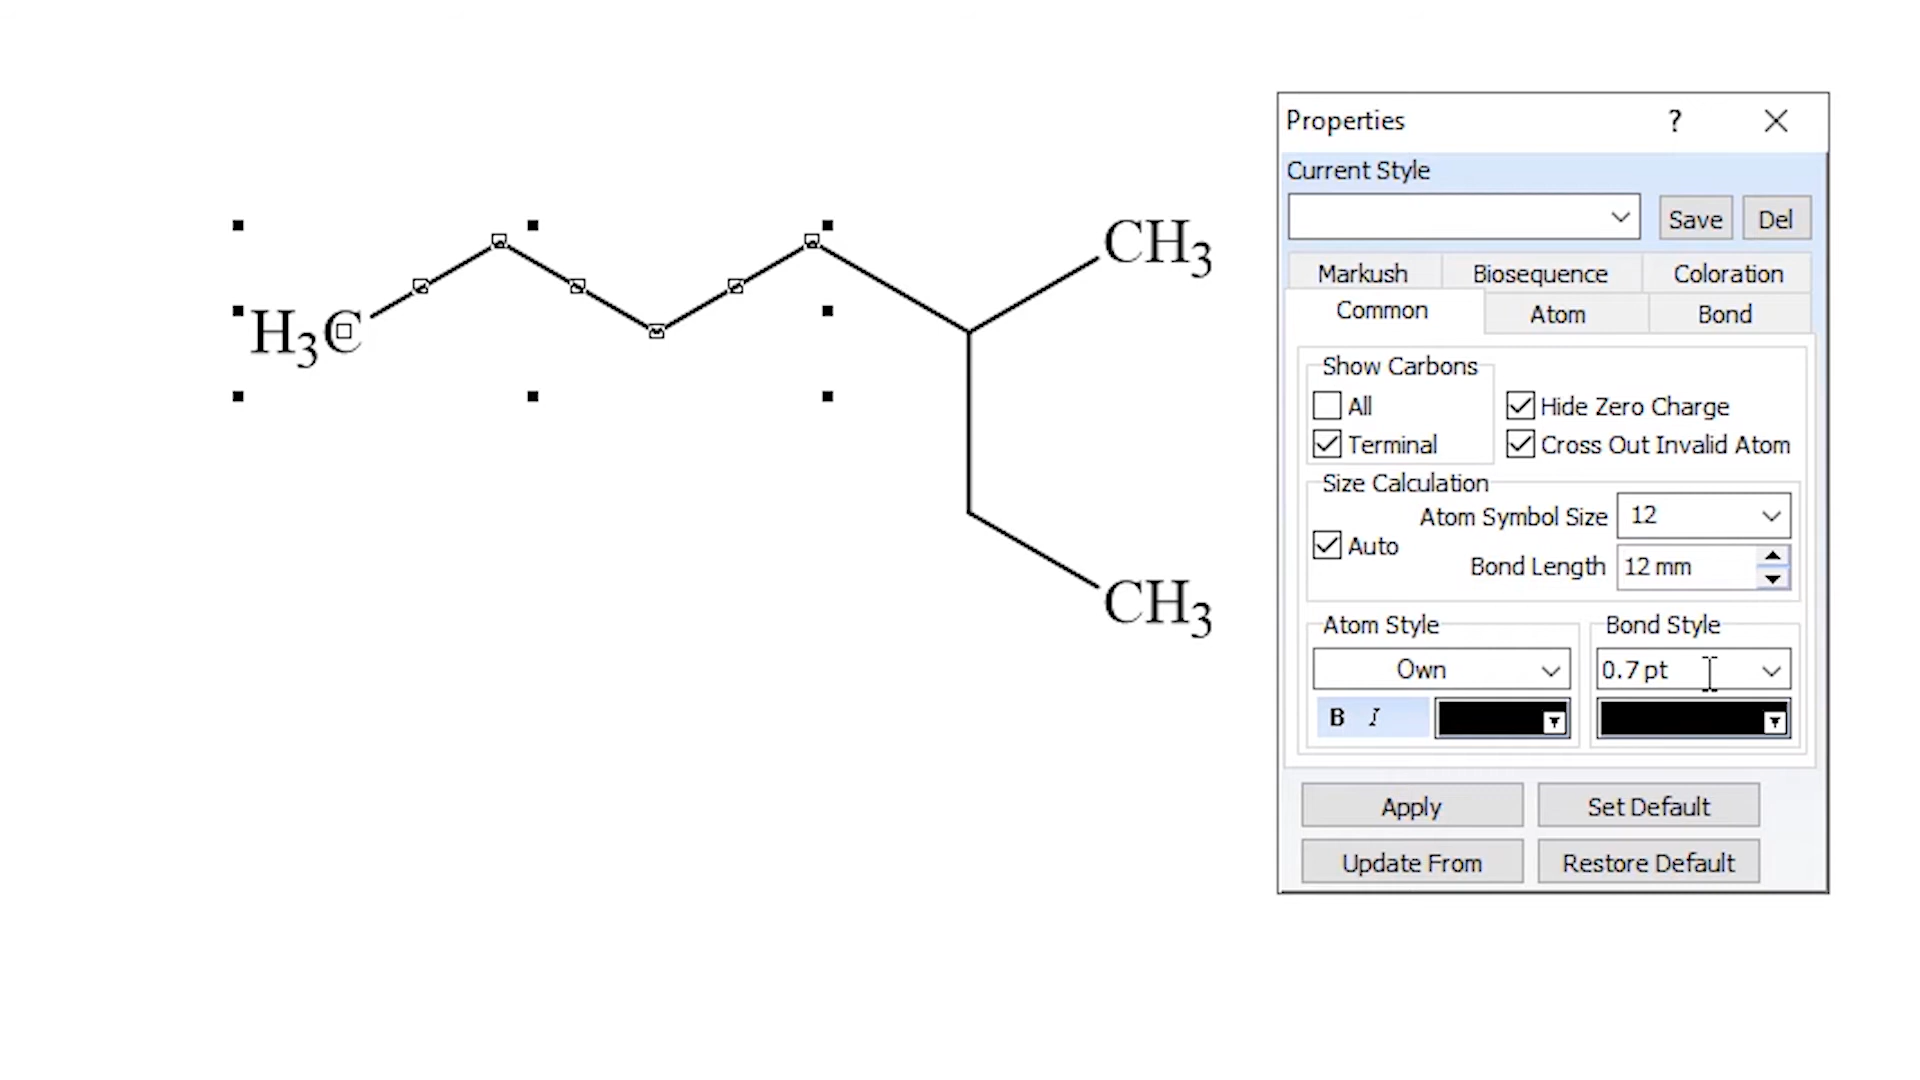 Properties ? ×
Current Style
Save Del
Markush Biosequence Coloration
Common Atom Bond
Show Carbons
All Hide Zero Charge
Terminal Cross Out Invalid Atom
Size Calculation
Atom Symbol Size 12
Auto
Bond Length 12 mm
Atom Style Bond Style
Own 0.7 pt
B I
Apply Set Default
Update From Restore Default
CH3
H3C
CH3